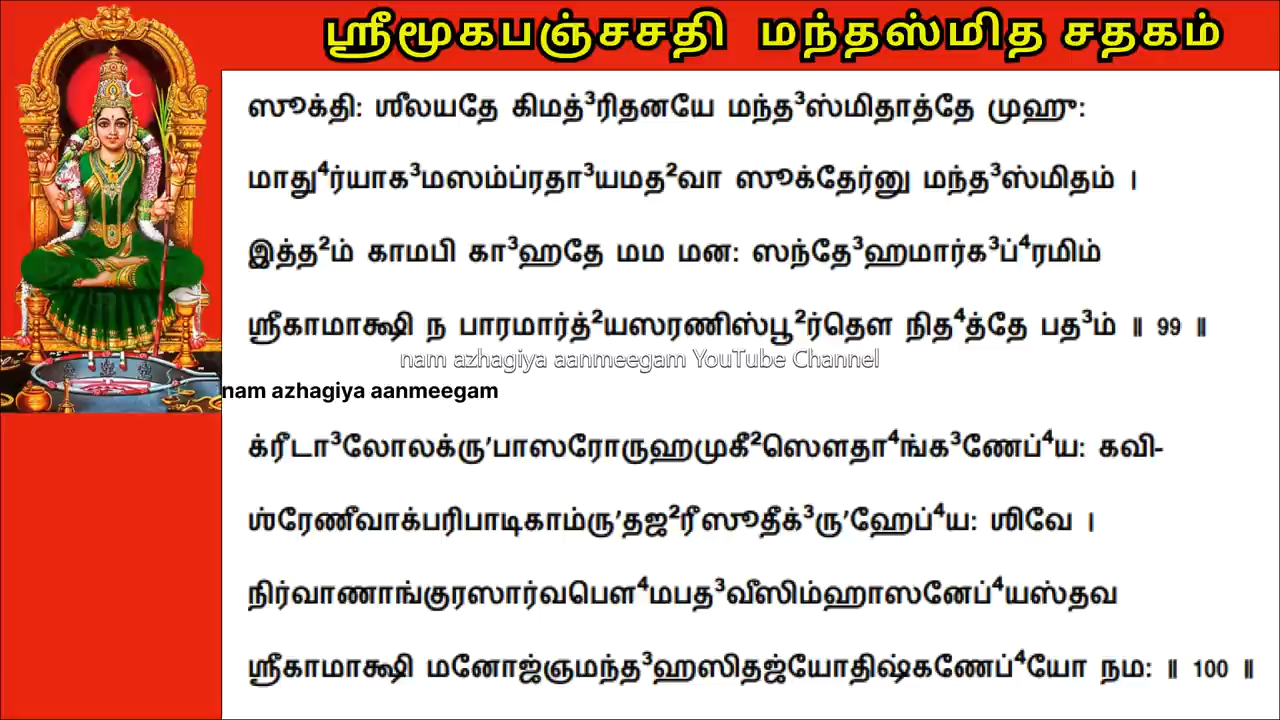 ஸ்ரீமூகபஞ்சசதி மந்தஸ்மித சதகம்
ஸூக்தி: ஶீலயதே கிமத்³ரிதனயே மந்த³ஸ்மிதாத்தே முஹு:
மாது⁴ர்யாக³மஸம்ப்ரதா³யமத²வா ஸூக்தேர்னு மந்த³ஸ்மிதம் ।
இத்த²ம் காமபி கா³ஹதே மம மன: ஸந்தே³ஹமார்க³ப்⁴ரமிம்
ஶ்ரீகாமாக்ஷி ந பாரமார்த்²யஸரணிஸ்பூ²ர்தௌ நித⁴த்தே பத³ம் ॥ 99 ॥
nam azhagiya aanmeegam YouTube Channel
nam azhagiya aanmeegam
க்ரீடா³லோலக்ரு’பாஸரோருஹமுகீ²ஸௌதா⁴ங்க³ணேப்⁴ய: கவி-
ஶ்ரேணீவாக்பரிபாடிகாம்ரு’தஜ²ரீஸூதீக்³ரு’ஹேப்⁴ய: ஶிவே ।
நிர்வாணாங்குரஸார்வபௌ⁴மபத³வீஸிம்ஹாஸனேப்⁴யஸ்தவ
ஶ்ரீகாமாக்ஷி மனோஜ்ஞமந்த³ஹஸிதஜ்யோதிஷ்கணேப்⁴யோ நம: ॥ 100 ॥